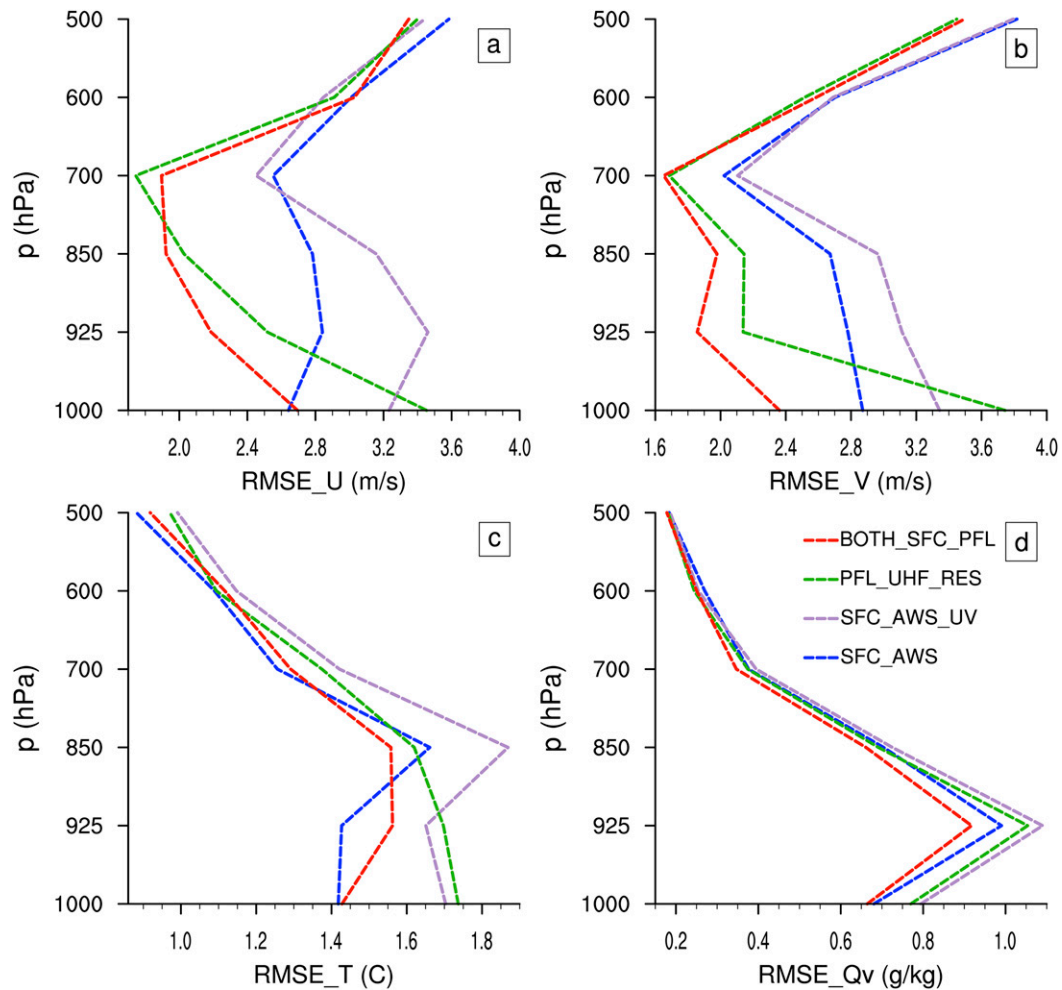 500
600
700
850
925
1000
p (hPa)
a
2.0 2.4 2.8 3.2 3.6 4.0
RMSE_U (m/s)
500
600
700
850
925
1000
p (hPa)
b
1.6 2.0 2.4 2.8 3.2 3.6 4.0
RMSE_V (m/s)
500
600
700
850
925
1000
p (hPa)
c
1.0 1.2 1.4 1.6 1.8
RMSE_T (C)
500
600
700
850
925
1000
p (hPa)
d
BOTH_SFC_PFL
PFL_UHF_RES
SFC_AWS_UV
SFC_AWS
0.2 0.4 0.6 0.8 1.0
RMSE_Qv (g/kg)